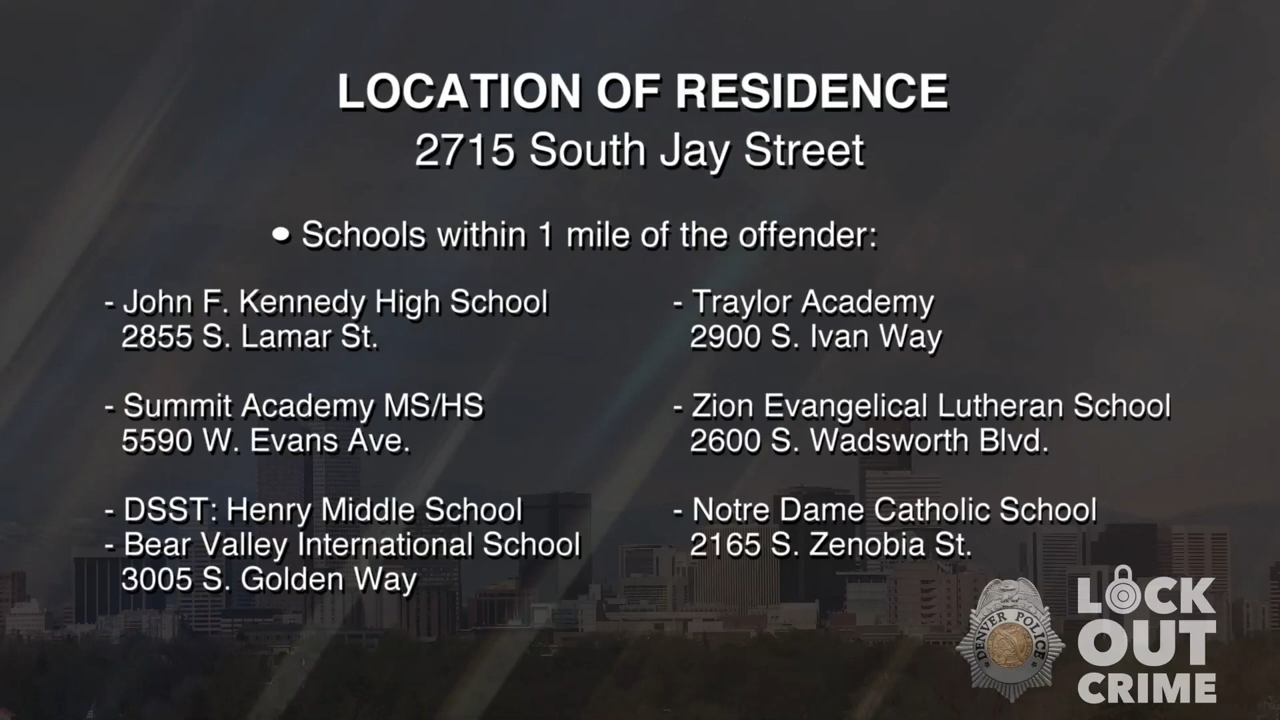 LOCATION OF RESIDENCE
2715 South Jay Street
• Schools within 1 mile of the offender:
- John F. Kennedy High School
2855 S. Lamar St.
- Summit Academy MS/HS
5590 W. Evans Ave.
- DSST: Henry Middle School
- Bear Valley International School
3005 S. Golden Way
- Traylor Academy
2900 S. Ivan Way
- Zion Evangelical Lutheran School
2600 S. Wadsworth Blvd.
- Notre Dame Catholic School
2165 S. Zenobia St.
DENVER POLICE
LOCK
OUT
CRIME